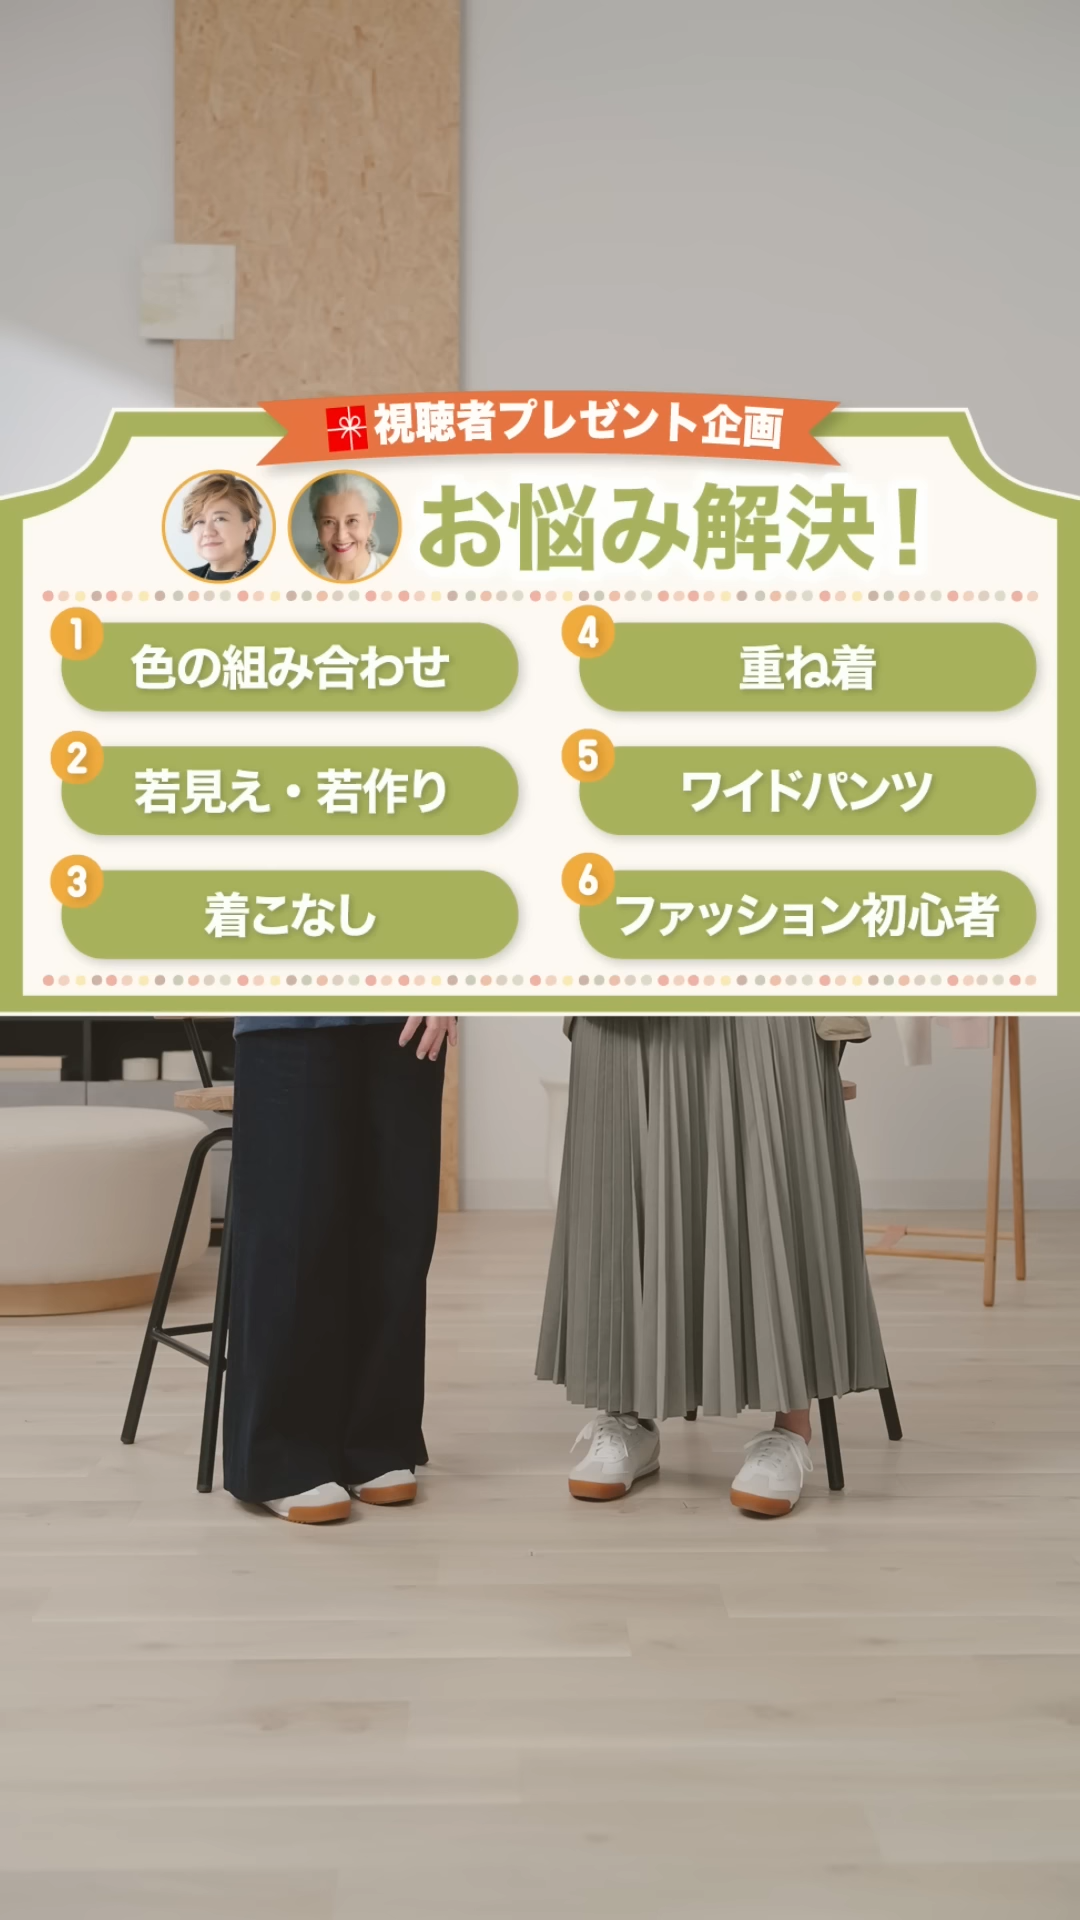 視聴者プレゼント企画
お悩み解決！
1
色の組み合わせ
2
若見え・若作り
3
着こなし
4
重ね着
5
ワイドパンツ
6
ファッション初心者